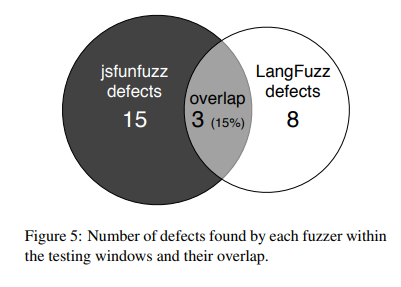 jsfunfuzz
defects
15
overlap
3 (15%)
LangFuzz
defects
8
Figure 5: Number of defects found by each fuzzer within
the testing windows and their overlap.